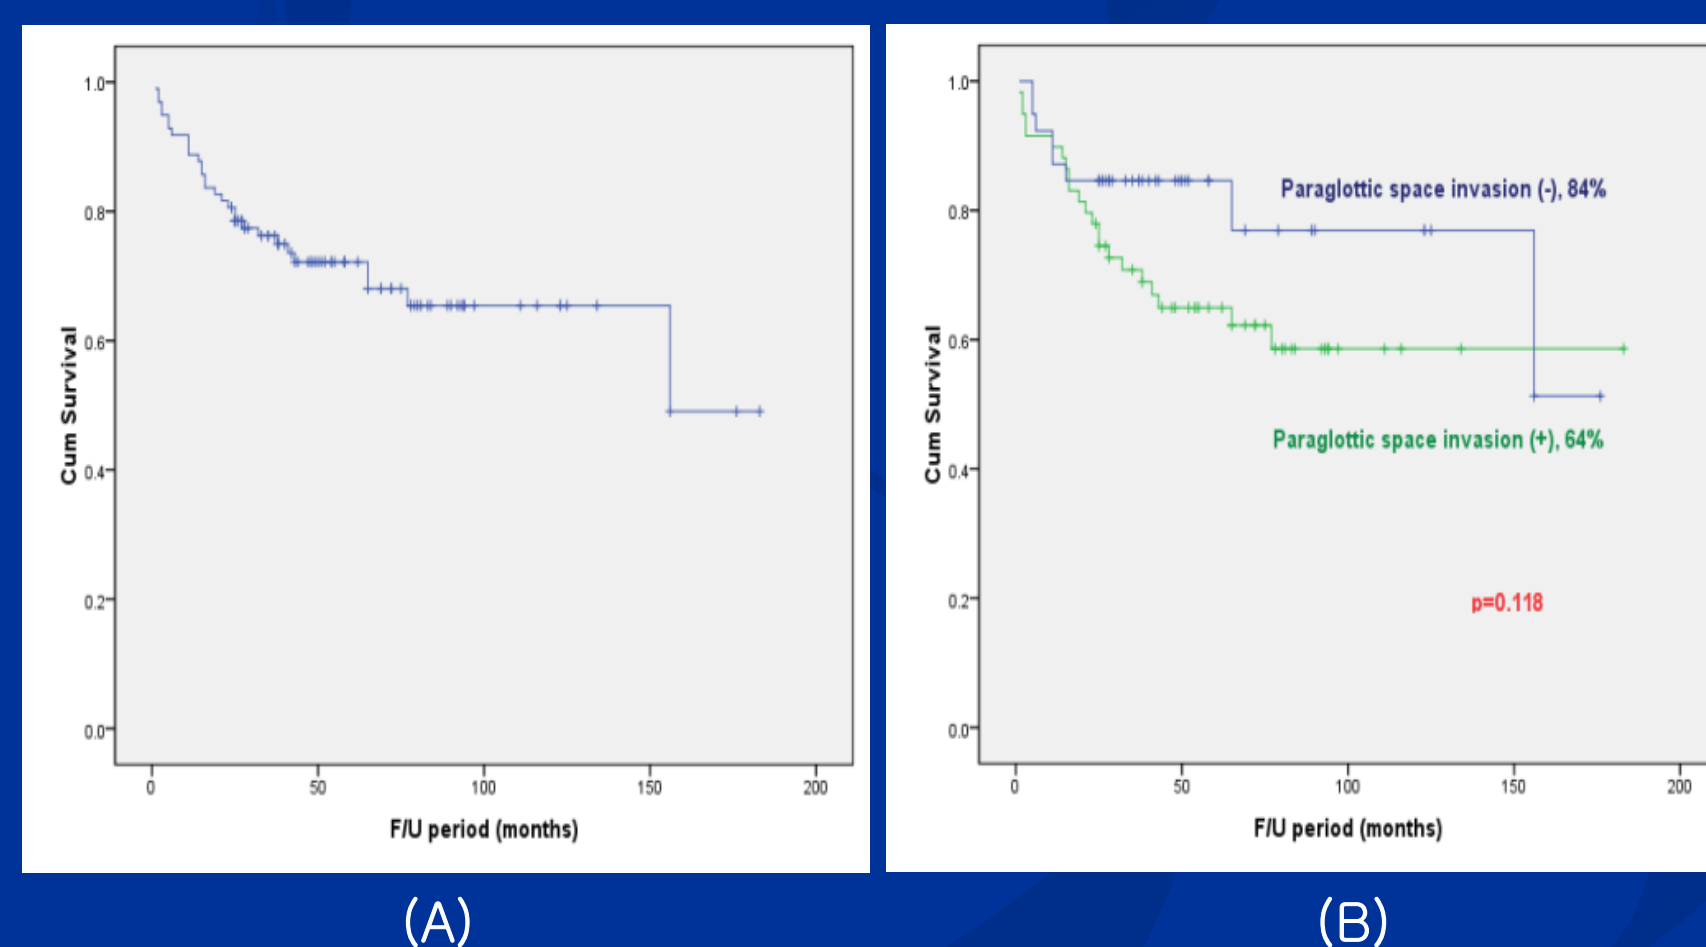 1.0
0.8
0.6
0.4
0.2
0.0
Cum Survival
0 50 100 150 200
F/U period (months)
(A)
1.0
0.8
0.6
0.4
0.2
0.0
Cum Survival
Paraglottic space invasion (-), 84%
Paraglottic space invasion (+), 64%
p=0.118
0 50 100 150 200
F/U period (months)
(B)